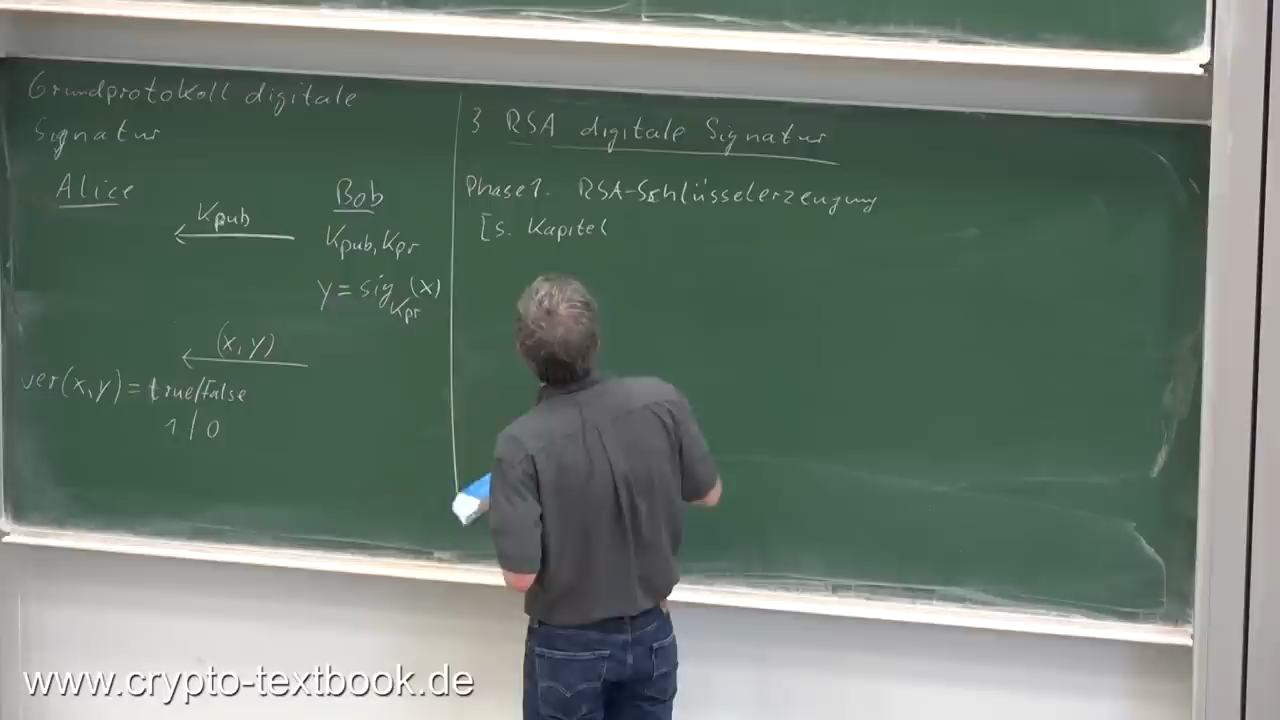 Grundprotokoll digitale
Signatur
Alice
Kpub
Bob
Kpub, Kpr
y = sig Kpr (x)
(x, y)
ver(x, y) = true/false
1 / 0
3 RSA digitale Signatur
Phase 1. RSA-Schlüsselerzeugung
[s. Kapitel
www.crypto-textbook.de